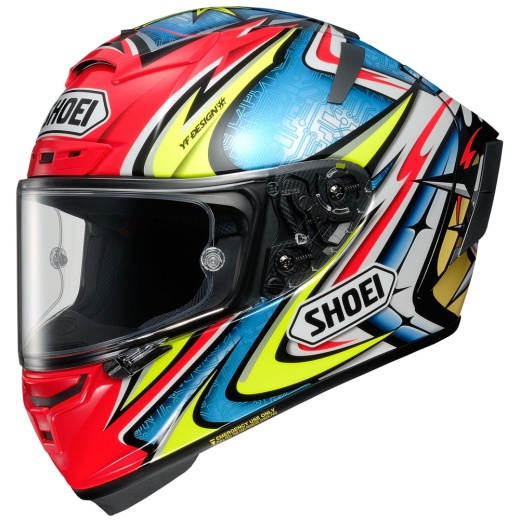 SHOEI
YF-DESIGN
SHOEI
EMERGENCY USE ONLY